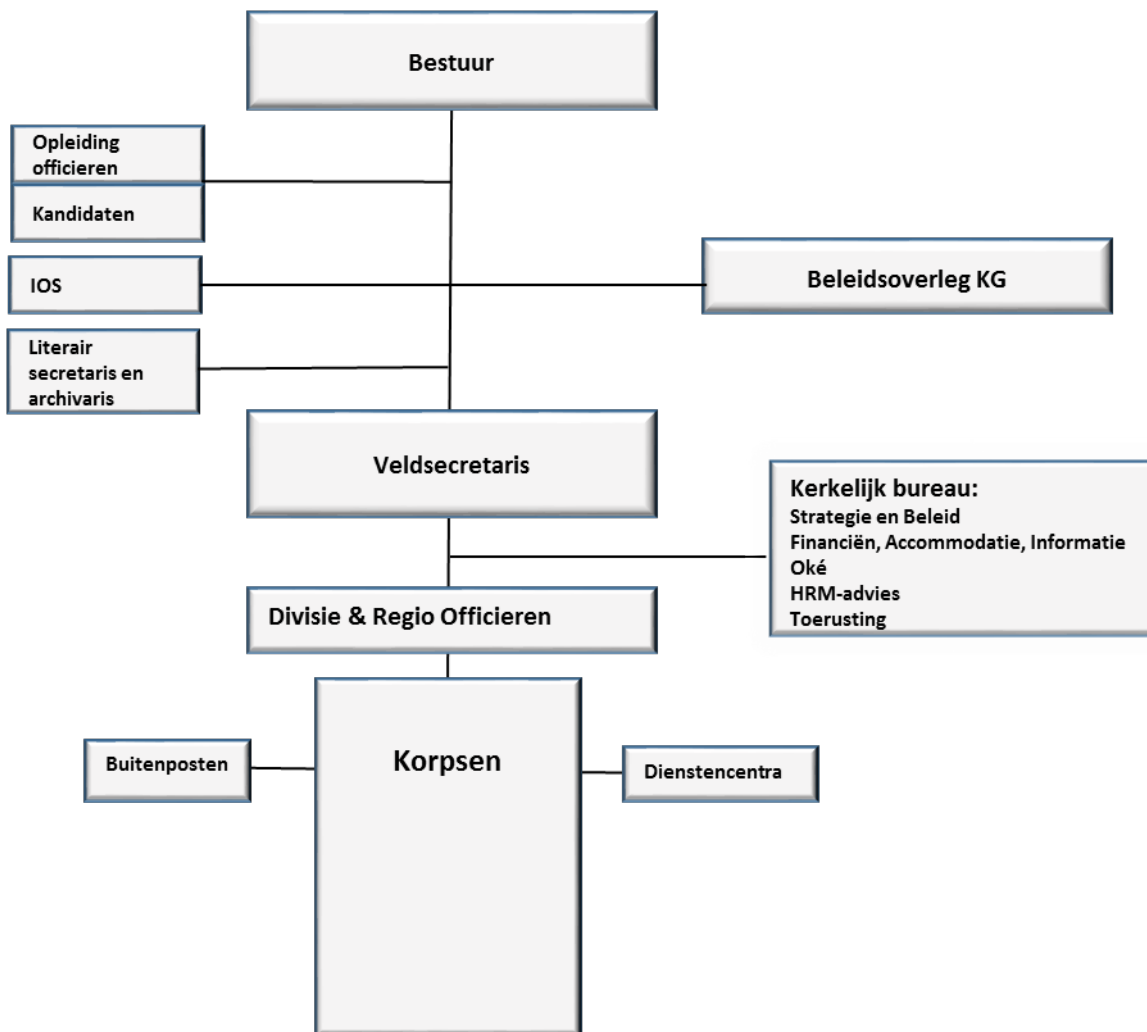 Bestuur
Opleiding
officieren
Kandidaten
IOS
Beleidsoverleg KG
Literair
secretaris en
archivaris
Veldsecretaris
Kerkelijk bureau:
Strategie en Beleid
Financiën, Accommodatie, Informatie
Oké
HRM-advies
Toerusting
Divisie & Regio Officieren
Korpsen
Buitenposten
Dienstencentra